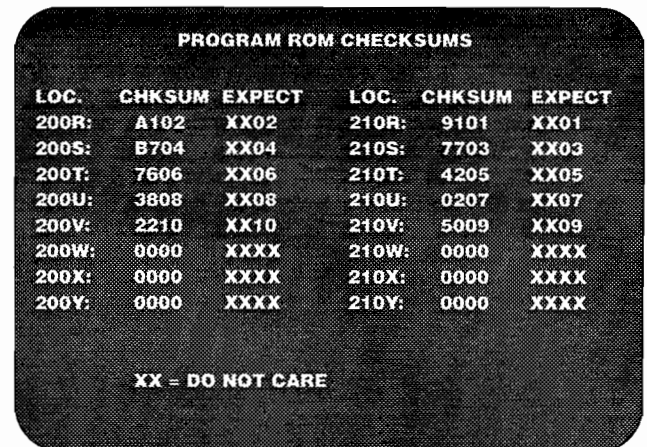 PROGRAM ROM CHECKSUMS
LOC. CHKSUM EXPECT LOC. CHKSUM EXPECT
200R: A102 XX02 210R: 9101 XX01
200S: B704 XX04 210S: 7703 XX03
200T: 7606 XX06 210T: 4205 XX05
200U: 3808 XX08 210U: 0207 XX07
200V: 2210 XX10 210V: 5009 XX09
200W: 0000 XXXX 210W: 0000 XXXX
200X: 0000 XXXX 210X: 0000 XXXX
200Y: 0000 XXXX 210Y: 0000 XXXX
XX = DO NOT CARE